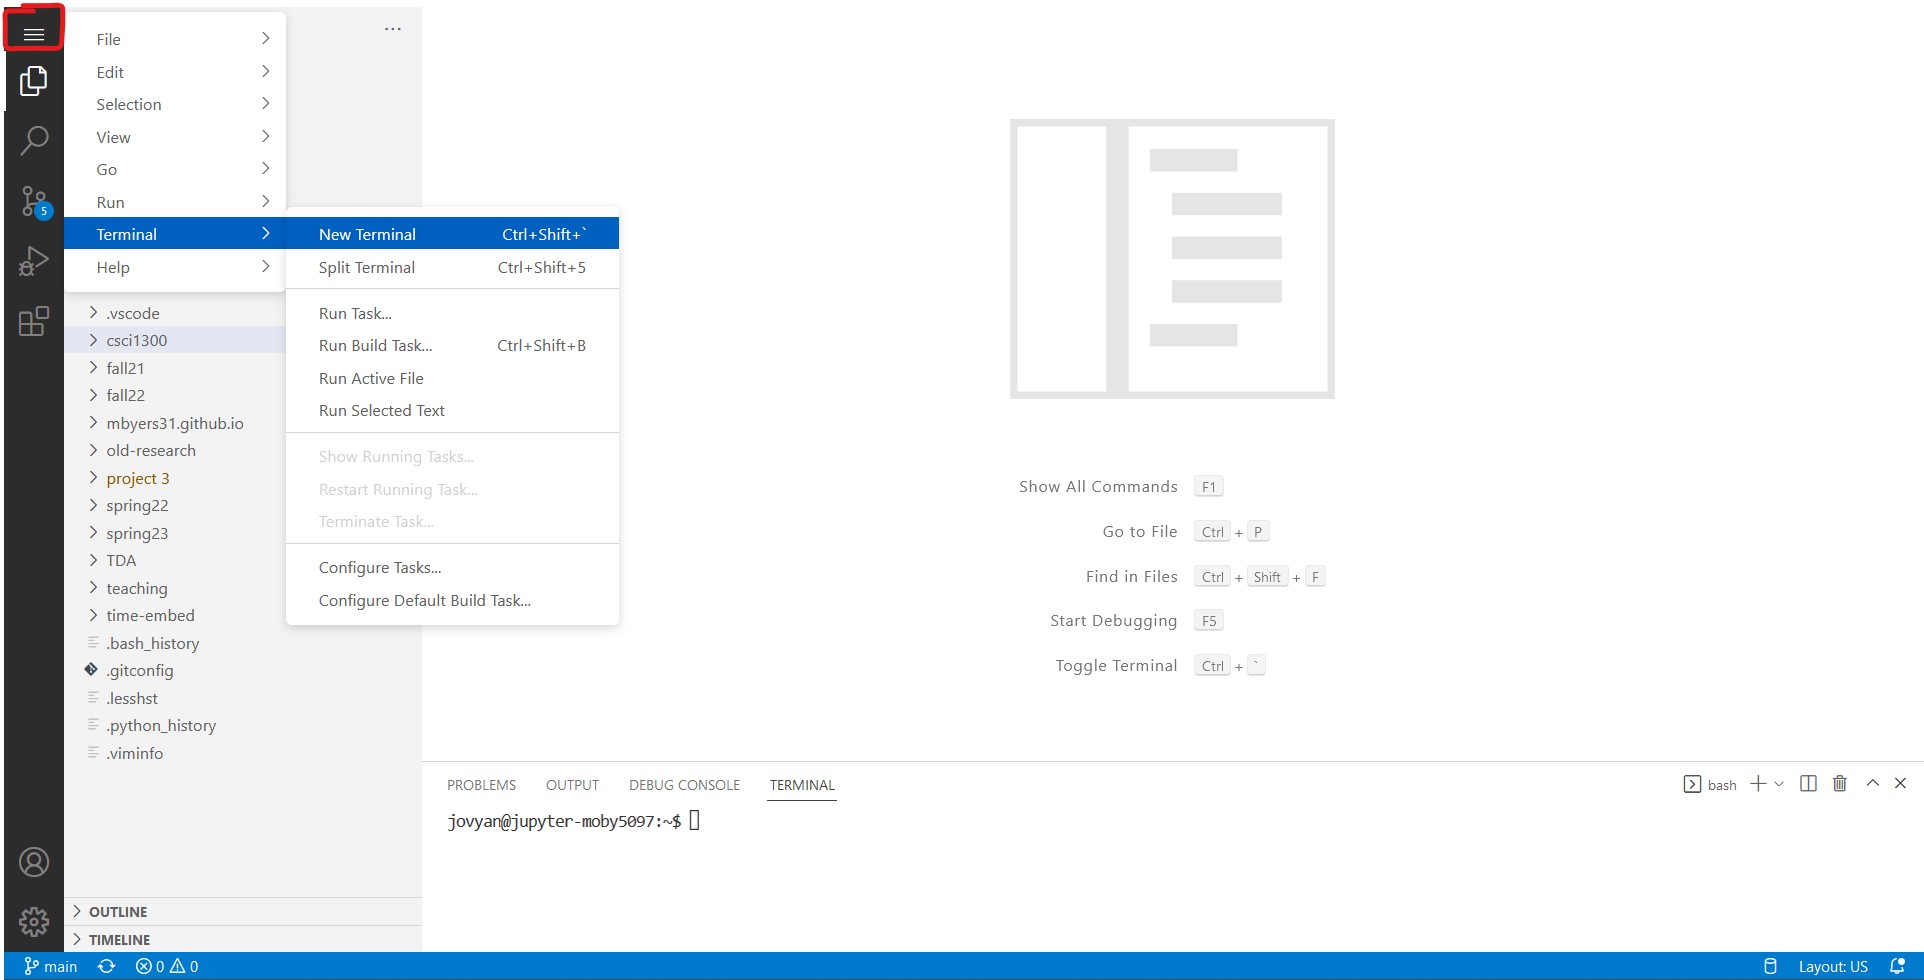 File
Edit
Selection
View
Go
Run
Terminal
Help
...
New Terminal Ctrl+Shift+`
Split Terminal Ctrl+Shift+5
Run Task...
Run Build Task... Ctrl+Shift+B
Run Active File
Run Selected Text
Show Running Tasks...
Restart Running Task...
Terminate Task...
Configure Tasks...
Configure Default Build Task...
5
.vscode
csci1300
fall21
fall22
mbyers31.github.io
old-research
project 3
spring22
spring23
TDA
teaching
time-embed
.bash_history
.gitconfig
.lesshst
.python_history
.viminfo
OUTLINE
TIMELINE
Show All Commands F1
Go to File Ctrl + P
Find in Files Ctrl + Shift + F
Start Debugging F5
Toggle Terminal Ctrl + `
PROBLEMS OUTPUT DEBUG CONSOLE TERMINAL bash
jovyan@jupyter-moby5097:~$
main 0 0 Layout: US